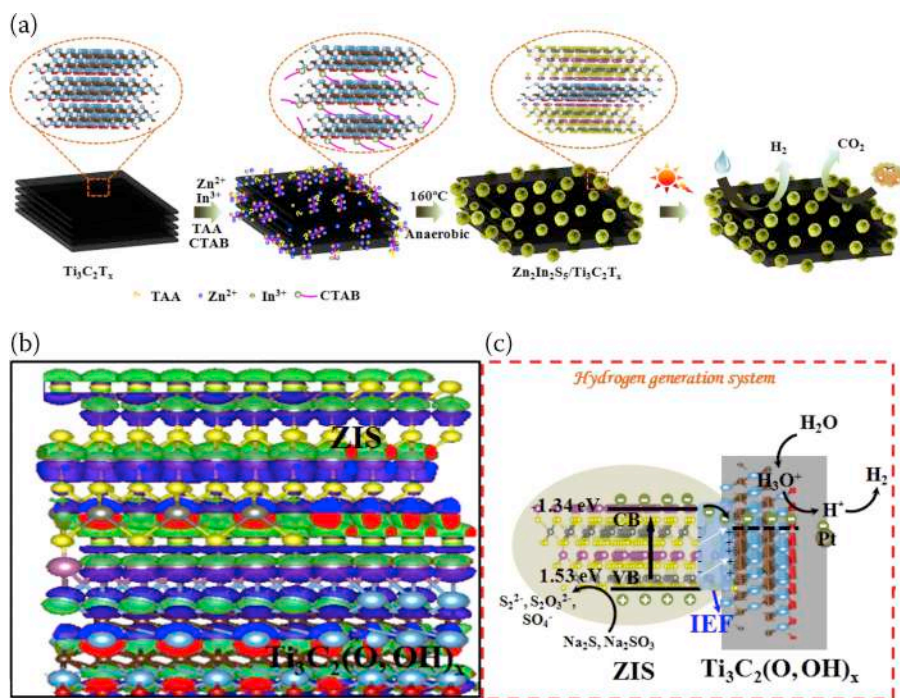 (a)
Zn²⁺
In³⁺
TAA
CTAB
160°C
Anaerobic
H₂
CO₂
Ti₃C₂Tₓ
Zn₂In₂S₅/Ti₃C₂Tₓ
TAA Zn²⁺ In³⁺ CTAB
(b)
ZIS
Ti₃C₂(O, OH)ₓ
(c)
Hydrogen generation system
H₂O
H₃O⁺
H⁺
H₂
Pt
1.34 eV
CB
1.53 eV
VB
S₂²⁻, S₂O₃²⁻,
SO₄⁻
Na₂S, Na₂SO₃
IEF
ZIS
Ti₃C₂(O, OH)ₓ